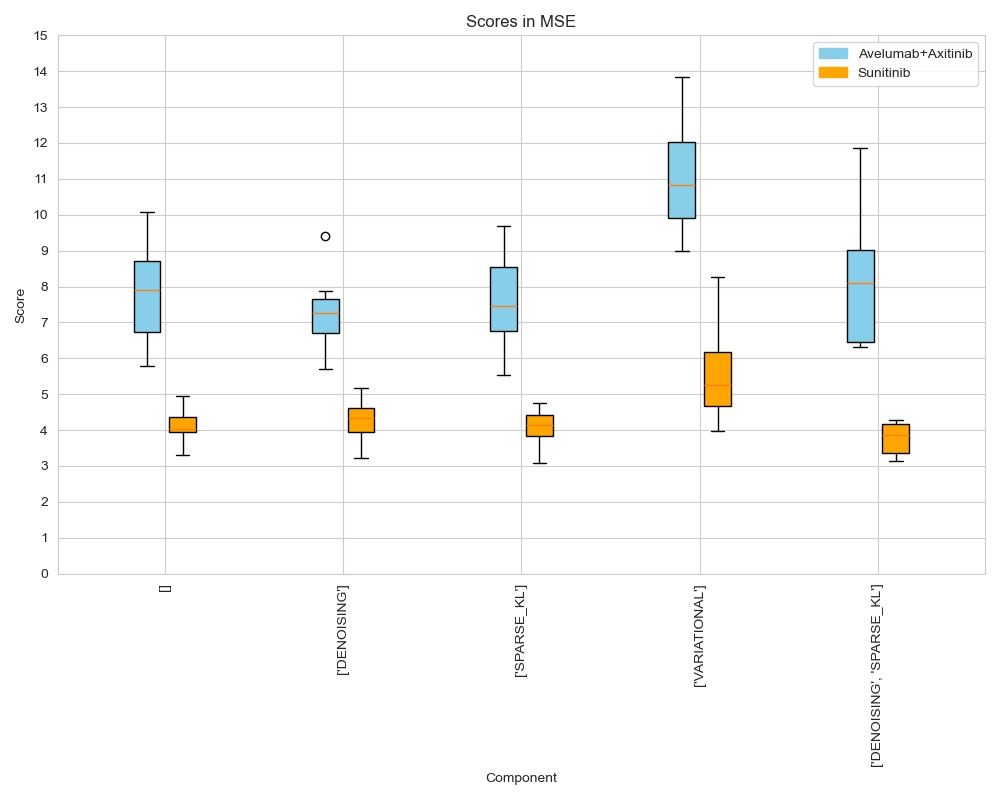 Scores in MSE
Avelumab+Axitinib
Sunitinib
Score
15
14
13
12
11
10
9
8
7
6
5
4
3
2
1
0
[]
['DENOISING']
['SPARSE_KL']
['VARIATIONAL']
['DENOISING', 'SPARSE_KL']
Component